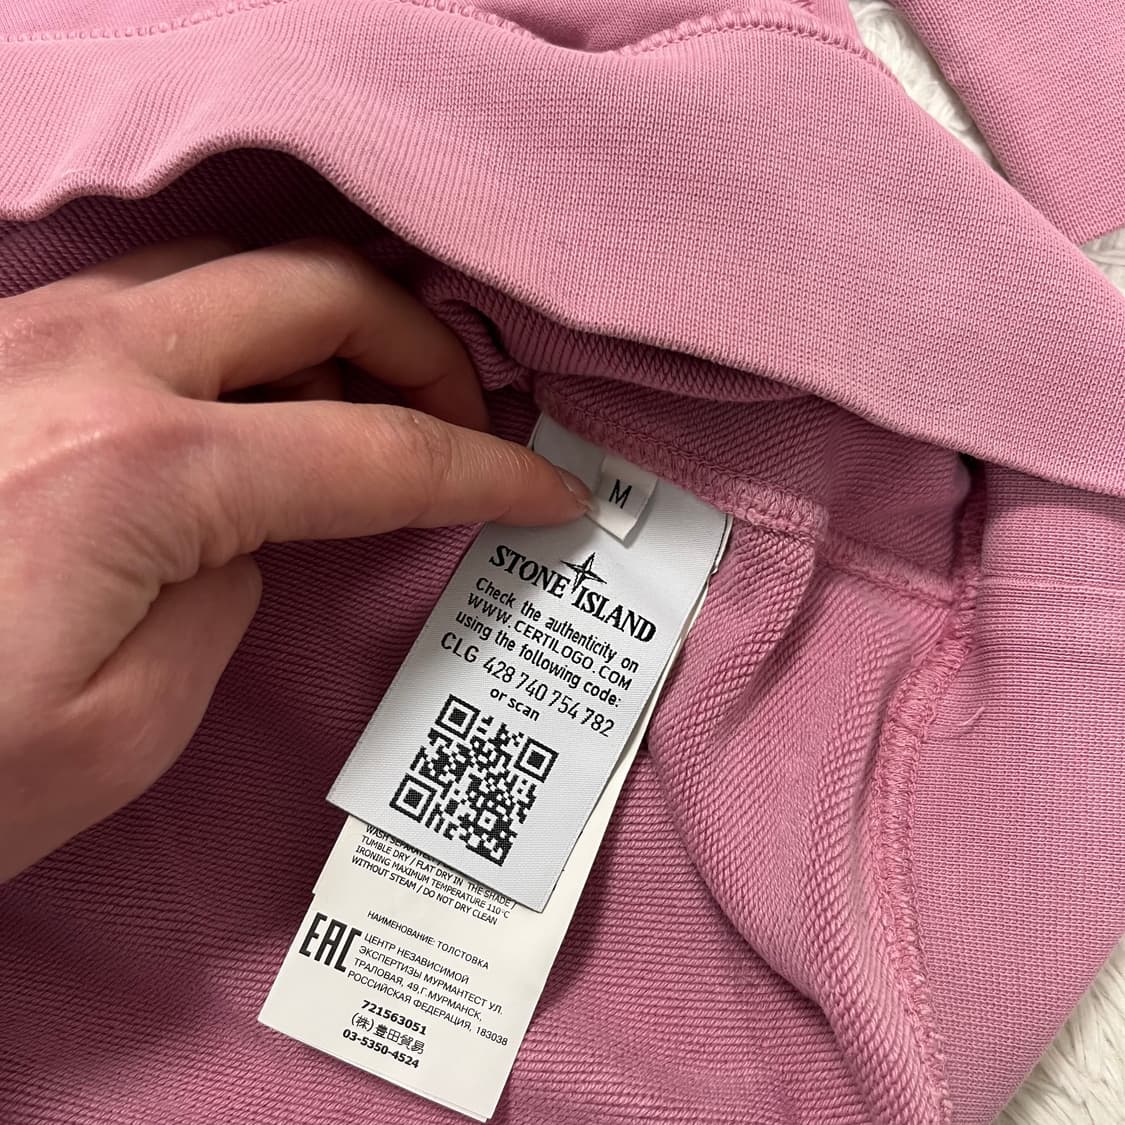 M
STONE ISLAND
Check the authenticity on
WWW.CERTILOGO.COM
using the following code:
CLG 428 740 754 782
or scan
WASH
TUMBLE DRY / FLAT DRY IN THE SHADE /
IRONING MAXIMUM TEMPERATURE 110°C
WITHOUT STEAM / DO NOT DRY CLEAN
НАИМЕНОВАНИЕ: ТОЛСТОВКА
EAC
ЦЕНТР НЕЗАВИСИМОЙ
ЭКСПЕРТИЗЫ МУРМАНТЕСТ УЛ.
ТРАЛОВАЯ, 49,Г.МУРМАНСК,
РОССИЙСКАЯ ФЕДЕРАЦИЯ, 183038
721563051
(株)豊田貿易
03-5350-4524